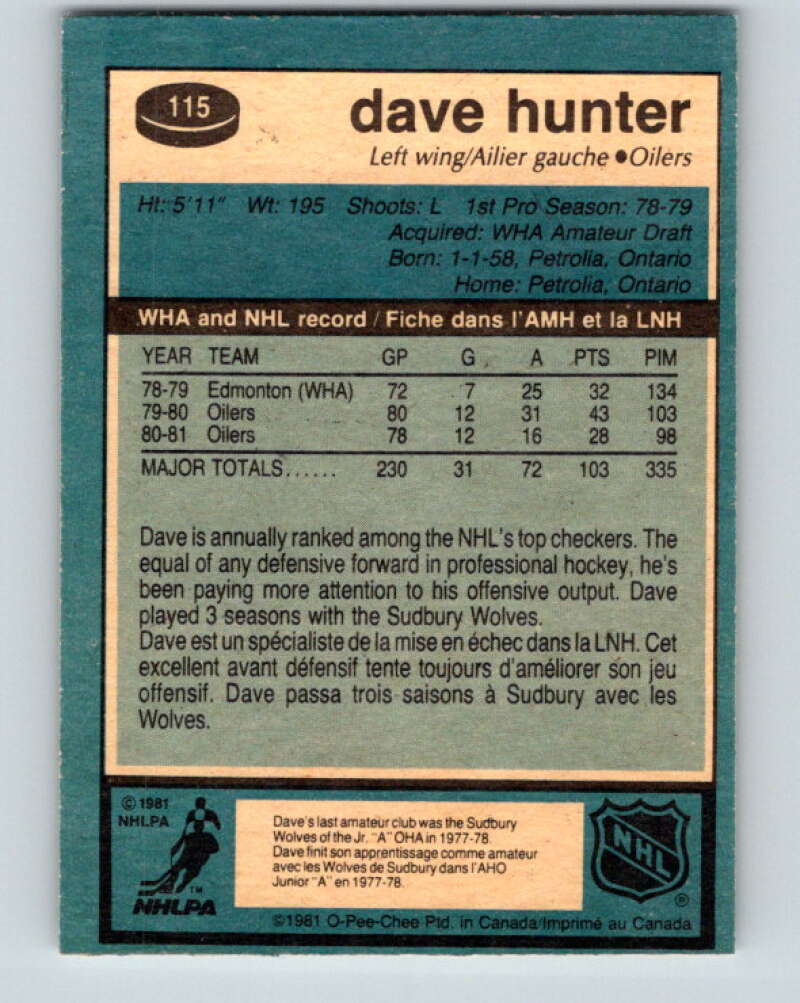 115
dave hunter
Left wing/Ailier gauche ●Oilers
Ht: 5'11" Wt: 195 Shoots: L 1st Pro Season: 78-79
Acquired: WHA Amateur Draft
Born: 1-1-58, Petrolia, Ontario
Home: Petrolia, Ontario
WHA and NHL record / Fiche dans l'AMH et la LNH
YEAR TEAM GP G A PTS PIM
78-79 Edmonton (WHA) 72 7 25 32 134
79-80 Oilers 80 12 31 43 103
80-81 Oilers 78 12 16 28 98
MAJOR TOTALS...... 230 31 72 103 335
Dave is annually ranked among the NHL's top checkers. The
equal of any defensive forward in professional hockey, he's
been paying more attention to his offensive output. Dave
played 3 seasons with the Sudbury Wolves.
Dave est un spécialiste de la mise en échec dans la LNH. Cet
excellent avant défensif tente toujours d'améliorer son jeu
offensif. Dave passa trois saisons à Sudbury avec les
Wolves.
© 1981
NHLPA
TM
NHLPA
Dave's last amateur club was the Sudbury
Wolves of the Jr. "A" OHA in 1977-78.
Dave finit son apprentissage comme amateur
avec les Wolves de Sudbury dans l'AHO
Junior "A" en 1977-78.
NHL
®
©1981 O-Pee-Chee Ptd. in Canada/Imprimé au Canada